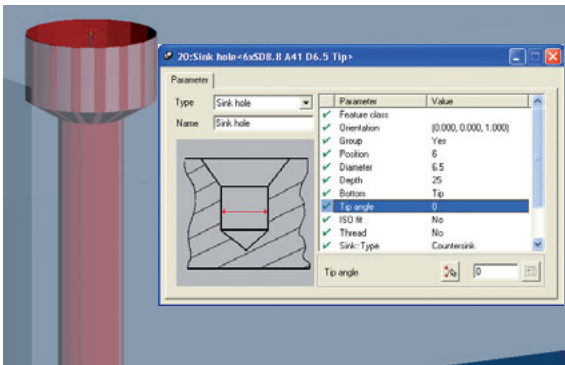 20:Sink hole<6xSD8.8 A41 D6.5 Tip>
Parameter
Type Sink hole
Name Sink hole
Parameter Value
Feature class
Orientation (0.000, 0.000, 1.000)
Group Yes
Position 6
Diameter 6.5
Depth 25
Bottom Tip
Tip angle 0
ISO fit No
Thread No
Sink::Type Countersink
Tip angle 0